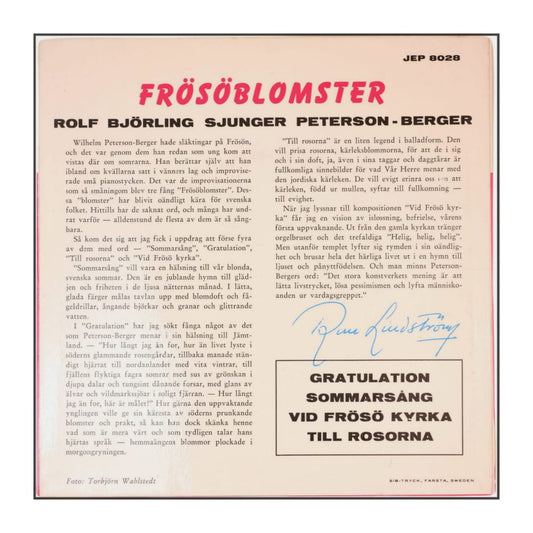 JEP 8028
FRÖSÖBLOMSTER
ROLF BJÖRLING SJUNGER PETERSON-BERGER
Wilhelm Peterson-Berger hade släktingar på Frösön,
och det var genom dem han redan som ung kom att
vistas där om somrarna. Han berättar själv att han
ibland om kvällarna satt i vänners lag och improvise-
rade små pianostycken. Det var de improvisationerna
som så småningom blev tre fång "Frösöblomster". Des-
sa "blomster" har blivit oändligt kära för svenska
folket. Hittills har de saknat ord, och många har und-
rat varför — alldenstund de flesta av dem är så sång-
bara.
Så kom det sig att jag fick i uppdrag att förse fyra
av dem med ord — "Sommarsång", "Gratulation",
"Till rosorna" och "Vid Frösö kyrka".
"Sommarsång" vill vara en hälsning till vår blonda,
svenska sommar. Den är en jublande hymn till gläd-
jen och friheten i de ljusa nätternas månad. I lätta,
glada färger målas tavlan upp med blomdoft och få-
geldrillar, ångande björkar och granar och glittrande
vatten.
I "Gratulation" har jag sökt fånga något av det
som Peterson-Berger menar i sin hälsning till Jämt-
land. — "Hur långt jag än for, hur än livet lyste i
söderns glammande rosengårdar, tillbaka manade stän-
digt hjärtat till nordanlandet med vita vintrar, till
fjällens flyktiga fagra somrar med sus av grönskan i
djupa dalar och tungsint dånande forsar, med glans av
älvar och vildmarkssjöar i soligt fjärran. — Hur långt
jag än for, här är målet!" Hur gärna den uppvaktande
ynglingen ville ge sin käresta av söderns prunkande
blomster och prakt, så kan han dock skänka henne
vad som är mera värt och som tydligen talar hans
hjärtas språk — hemmaängens blommor plockade i
morgongryningen.
Foto: Torbjörn Wahlstedt
"Till rosorna" är en liten legend i balladform. Den
vill prisa rosorna, kärleksblommorna, för att de i sig
och i sin doft, ja, även i sina taggar och daggtårar är
fullkomliga sinnebilder för vad Vår Herre menat med
den jordiska kärleken. De vill evigt erinra oss om att
kärleken, född ur mullen, syftar till fullkomning —
till evighet.
När jag lyssnar till kompositionen "Vid Frösö kyr-
ka" får jag en vision av islossning, befrielse, vårens
första uppvaknande. Ut från den gamla kyrkan tränger
orgelbruset och det trefaldiga "Helig, helig, helig".
Men utanför templet lyfter sig rymden i sin oändlig-
het och brusar hela det härliga livet ut i en hymn till
ljuset och pånyttfödelsen. Och man minns Peterson-
Bergers ord: "Det stora konstverkets mening är att
tända livslyckan, lösa pessimismen och lyfta männis-
konden ur vardagsgreppet."
Rune Lindström
GRATULATION
SOMMARSÅNG
VID FRÖSÖ KYRKA
TILL ROSORNA
SIB-TRYCK, FARSTA, SWEDEN